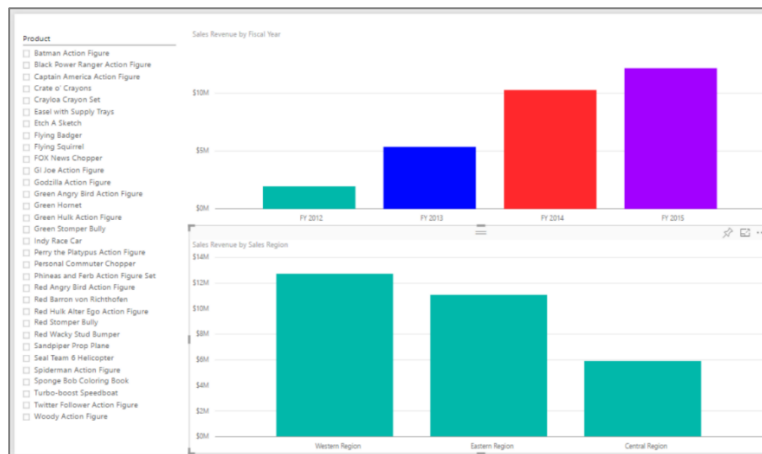 Product
Batman Action Figure
Black Power Ranger Action Figure
Captain America Action Figure
Crate o' Crayons
Crayloa Crayon Set
Easel with Supply Trays
Etch A Sketch
Flying Badger
Flying Squirrel
FOX News Chopper
GI Joe Action Figure
Godzilla Action Figure
Green Angry Bird Action Figure
Green Hornet
Green Hulk Action Figure
Green Stomper Bully
Indy Race Car
Perry the Platypus Action Figure
Personal Commuter Chopper
Phineas and Ferb Action Figure Set
Red Angry Bird Action Figure
Red Barron von Richthofen
Red Hulk Alter Ego Action Figure
Red Stomper Bully
Red Wacky Stud Bumper
Sandpiper Prop Plane
Seal Team 6 Helicopter
Spiderman Action Figure
Sponge Bob Coloring Book
Turbo-boost Speedboat
Twitter Follower Action Figure
Woody Action Figure
Sales Revenue by Fiscal Year
$10M
$5M
$0M
FY 2012 FY 2013 FY 2014 FY 2015
Sales Revenue by Sales Region
$14M
$12M
$10M
$8M
$6M
$4M
$2M
$0M
Western Region Eastern Region Central Region